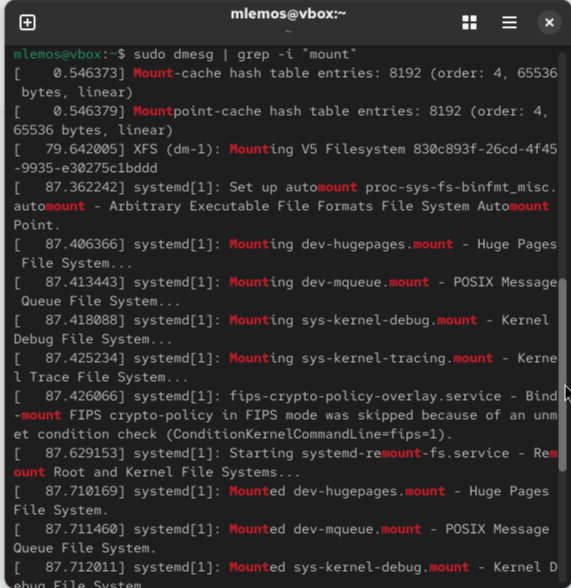 mlemos@vbox:~
~
mlemos@vbox:~$ sudo dmesg | grep -i "mount"
[    0.546373] Mount-cache hash table entries: 8192 (order: 4, 65536
 bytes, linear)
[    0.546379] Mountpoint-cache hash table entries: 8192 (order: 4,
65536 bytes, linear)
[   79.642005] XFS (dm-1): Mounting V5 Filesystem 830c893f-26cd-4f45
-9935-e30275c1bddd
[   87.362242] systemd[1]: Set up automount proc-sys-fs-binfmt_misc.
automount - Arbitrary Executable File Formats File System Automount
Point.
[   87.406366] systemd[1]: Mounting dev-hugepages.mount - Huge Pages
 File System...
[   87.413443] systemd[1]: Mounting dev-mqueue.mount - POSIX Message
 Queue File System...
[   87.418088] systemd[1]: Mounting sys-kernel-debug.mount - Kernel
Debug File System...
[   87.425234] systemd[1]: Mounting sys-kernel-tracing.mount - Kerne
l Trace File System...
[   87.426066] systemd[1]: fips-crypto-policy-overlay.service - Bind
-mount FIPS crypto-policy in FIPS mode was skipped because of an unm
et condition check (ConditionKernelCommandLine=fips=1).
[   87.629153] systemd[1]: Starting systemd-remount-fs.service - Rem
ount Root and Kernel File Systems...
[   87.710169] systemd[1]: Mounted dev-hugepages.mount - Huge Pages
File System.
[   87.711460] systemd[1]: Mounted dev-mqueue.mount - POSIX Message
Queue File System.
[   87.712011] systemd[1]: Mounted sys-kernel-debug.mount - Kernel D
ebug File System.